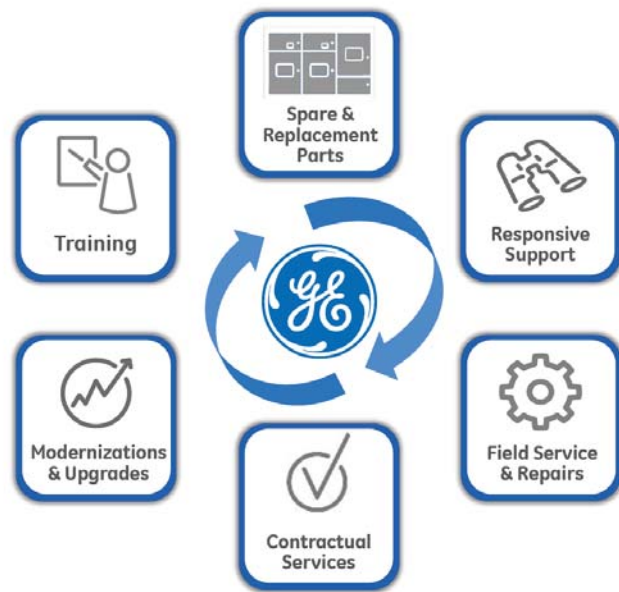 Spare &
Replacement
Parts
Training
Responsive
Support
GE
Modernizations
& Upgrades
Field Service
& Repairs
Contractual
Services